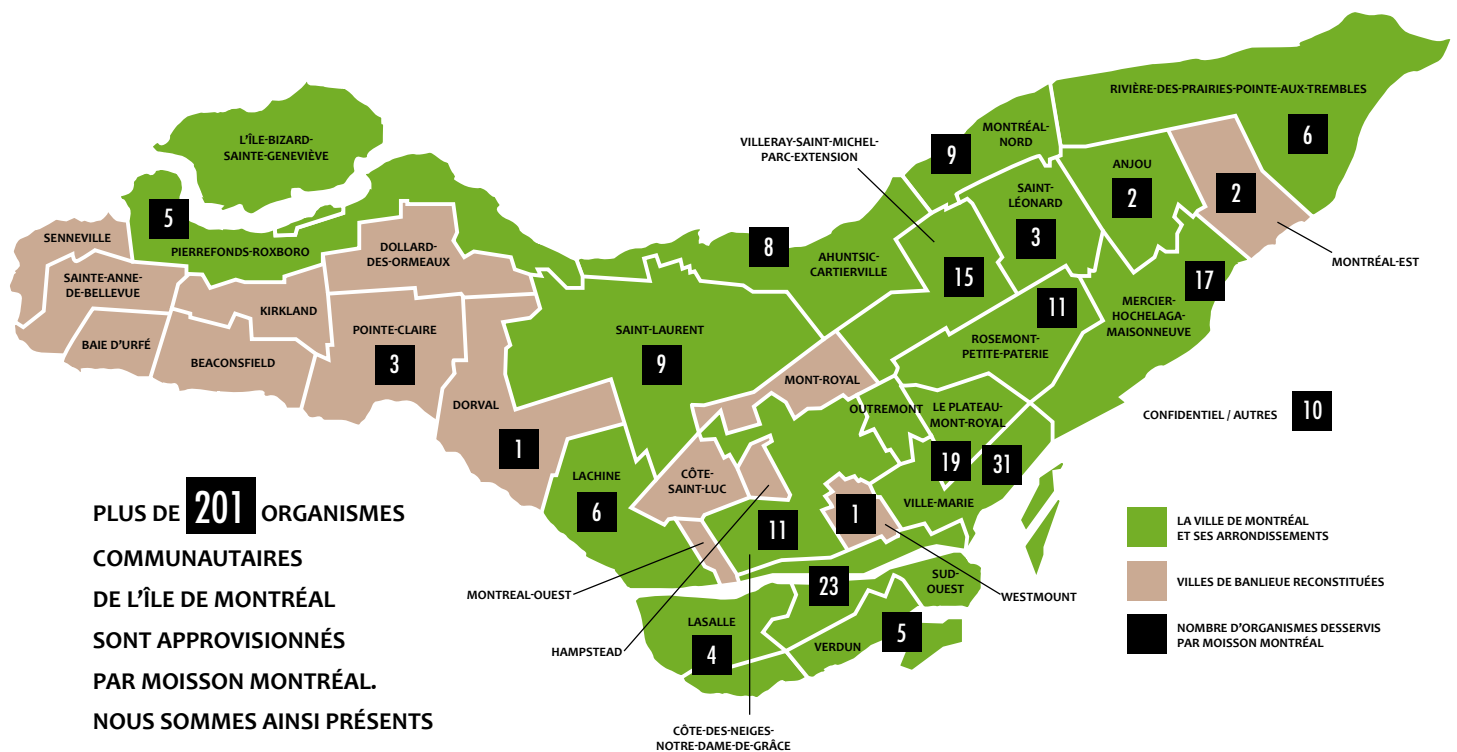 RIVIÈRE-DES-PRAIRIES-POINTE-AUX-TREMBLES
6
MONTRÉAL-
NORD
9
VILLERAY-SAINT-MICHEL-
PARC-EXTENSION
L'ÎLE-BIZARD-
SAINTE-GENEVIÈVE
ANJOU
2
2
SAINT-
LÉONARD
3
5
PIERREFONDS-ROXBORO
SENNEVILLE
DOLLARD-
DES-ORMEAUX
8
AHUNTSIC-
CARTIERVILLE
MONTRÉAL-EST
SAINTE-ANNE-
DE-BELLEVUE
15
17
MERCIER-
HOCHELAGA-
MAISONNEUVE
KIRKLAND
11
ROSEMONT-
PETITE-PATERIE
BAIE D'URFÉ
BEACONSFIELD
POINTE-CLAIRE
3
SAINT-LAURENT
9
MONT-ROYAL
DORVAL
1
OUTREMONT
LE PLATEAU-
MONT-ROYAL
19
31
CONFIDENTIEL / AUTRES 10
LACHINE
6
CÔTE-
SAINT-LUC
VILLE-MARIE
11
1
PLUS DE 201 ORGANISMES
COMMUNAUTAIRES
DE L'ÎLE DE MONTRÉAL
SONT APPROVISIONNÉS
PAR MOISSON MONTRÉAL.
NOUS SOMMES AINSI PRÉSENTS
MONTREAL-OUEST
HAMPSTEAD
23
SUD-
OUEST
WESTMOUNT
LASALLE
4
VERDUN
5
CÔTE-DES-NEIGES-
NOTRE-DAME-DE-GRÂCE
LA VILLE DE MONTRÉAL
ET SES ARRONDISSEMENTS
VILLES DE BANLIEUE RECONSTITUÉES
NOMBRE D'ORGANISMES DESSERVIS
PAR MOISSON MONTRÉAL